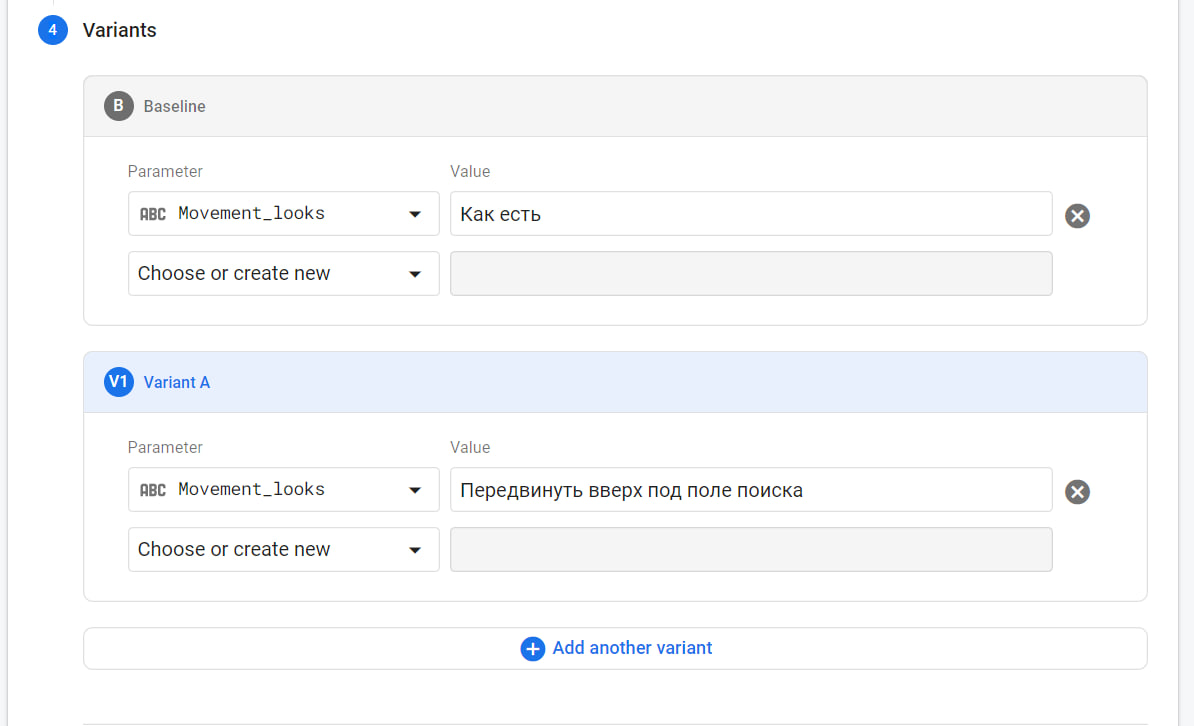 4 Variants
B Baseline
Parameter Value
ABC Movement_looks Как есть
Choose or create new
V1 Variant A
Parameter Value
ABC Movement_looks Передвинуть вверх под поле поиска
Choose or create new
Add another variant